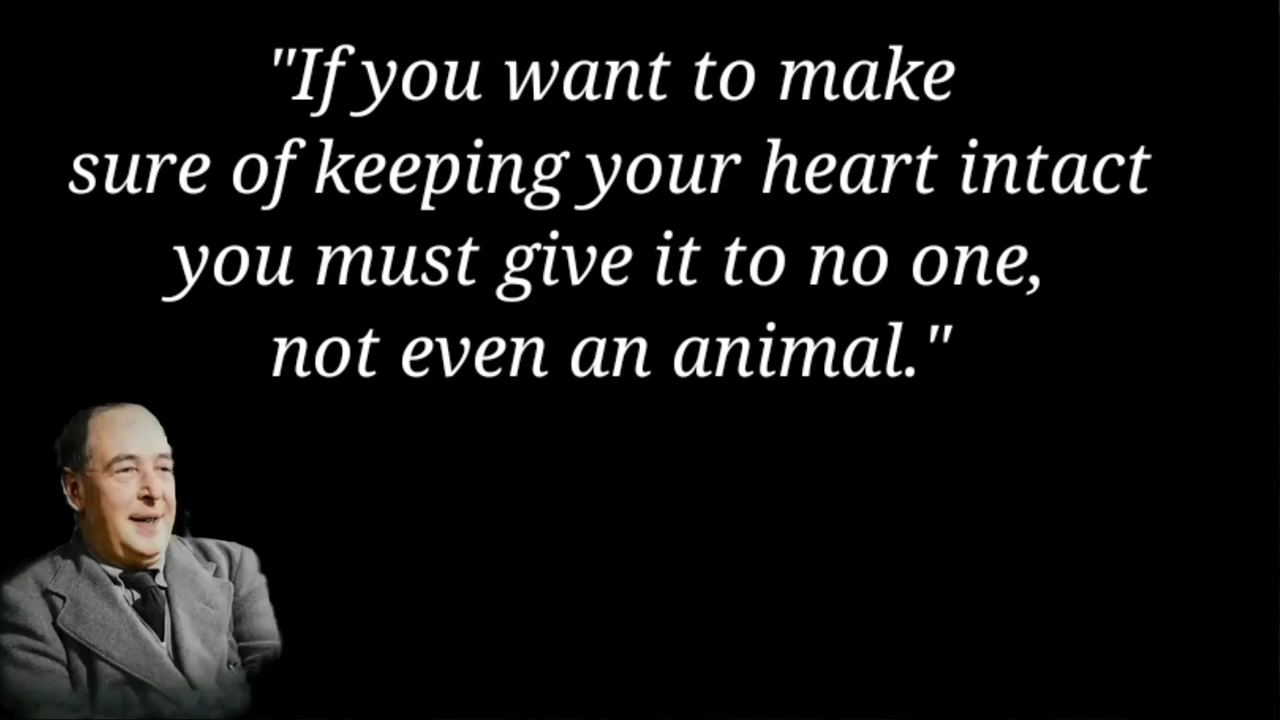 "If you want to make
sure of keeping your heart intact
you must give it to no one,
not even an animal."